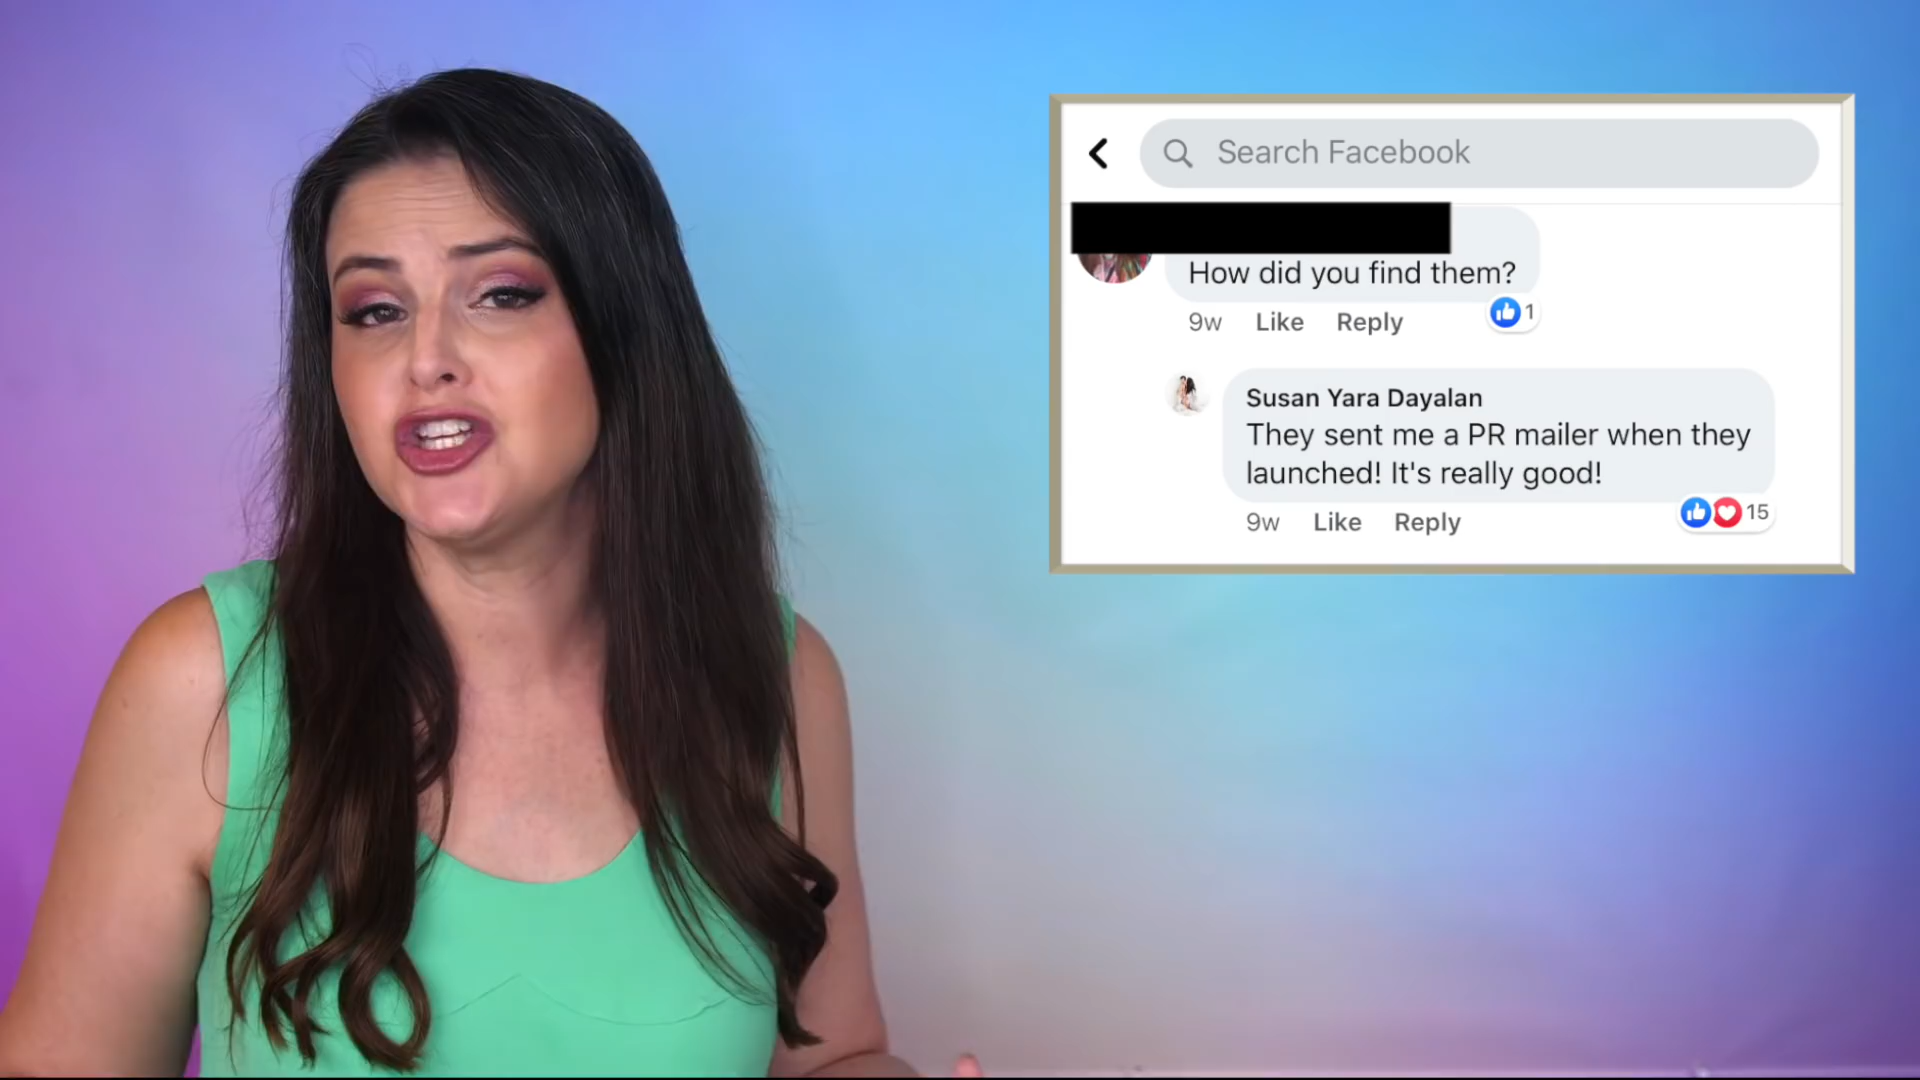 Search Facebook
How did you find them?
9w Like Reply 1
Susan Yara Dayalan
They sent me a PR mailer when they
launched! It's really good!
9w Like Reply 15